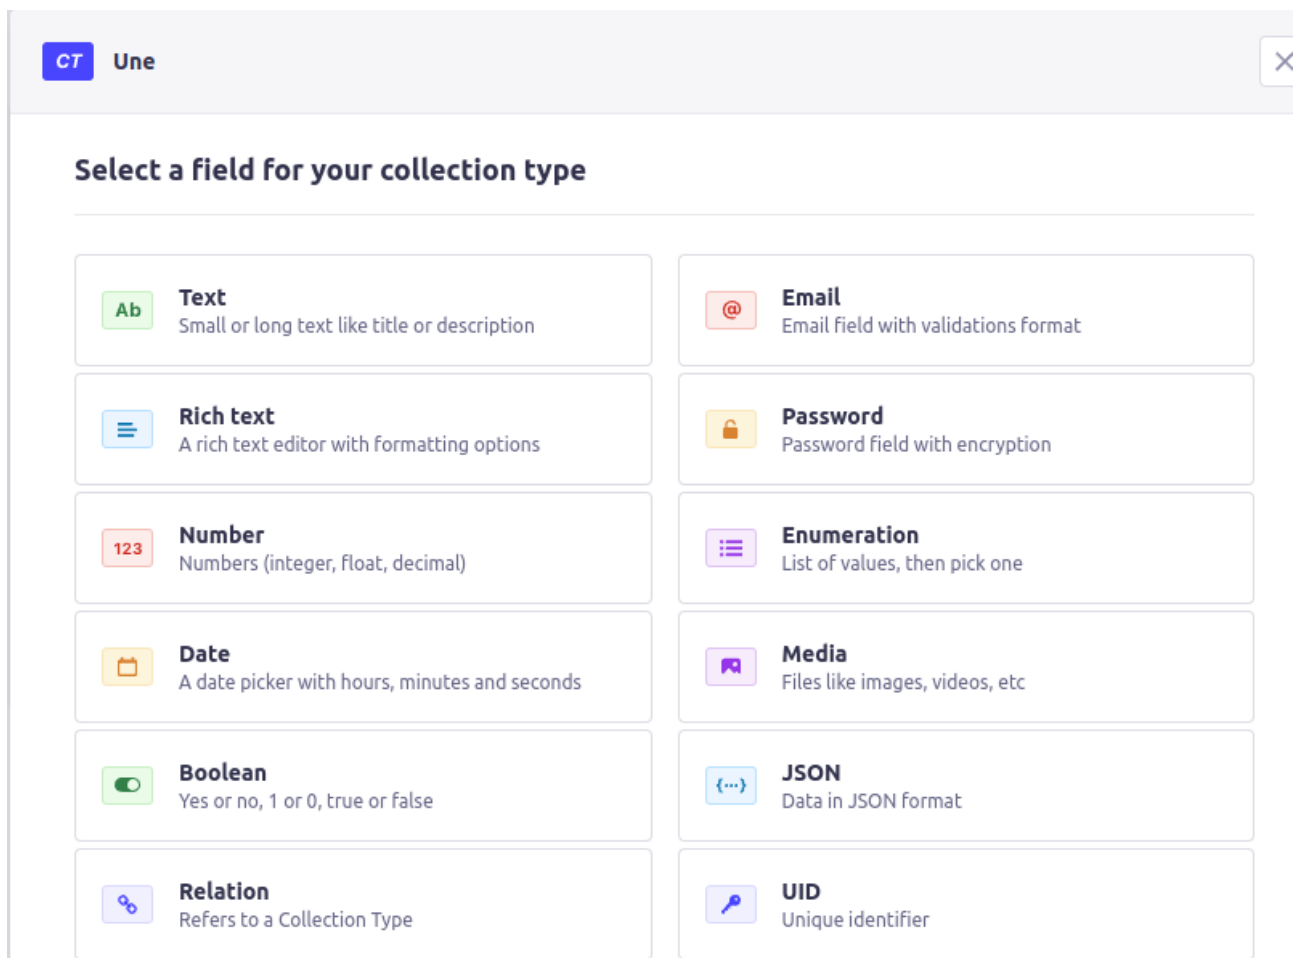 CT Une
Select a field for your collection type
Ab Text
Small or long text like title or description
@ Email
Email field with validations format
Rich text
A rich text editor with formatting options
Password
Password field with encryption
123 Number
Numbers (integer, float, decimal)
Enumeration
List of values, then pick one
Date
A date picker with hours, minutes and seconds
Media
Files like images, videos, etc
Boolean
Yes or no, 1 or 0, true or false
{...} JSON
Data in JSON format
Relation
Refers to a Collection Type
UID
Unique identifier